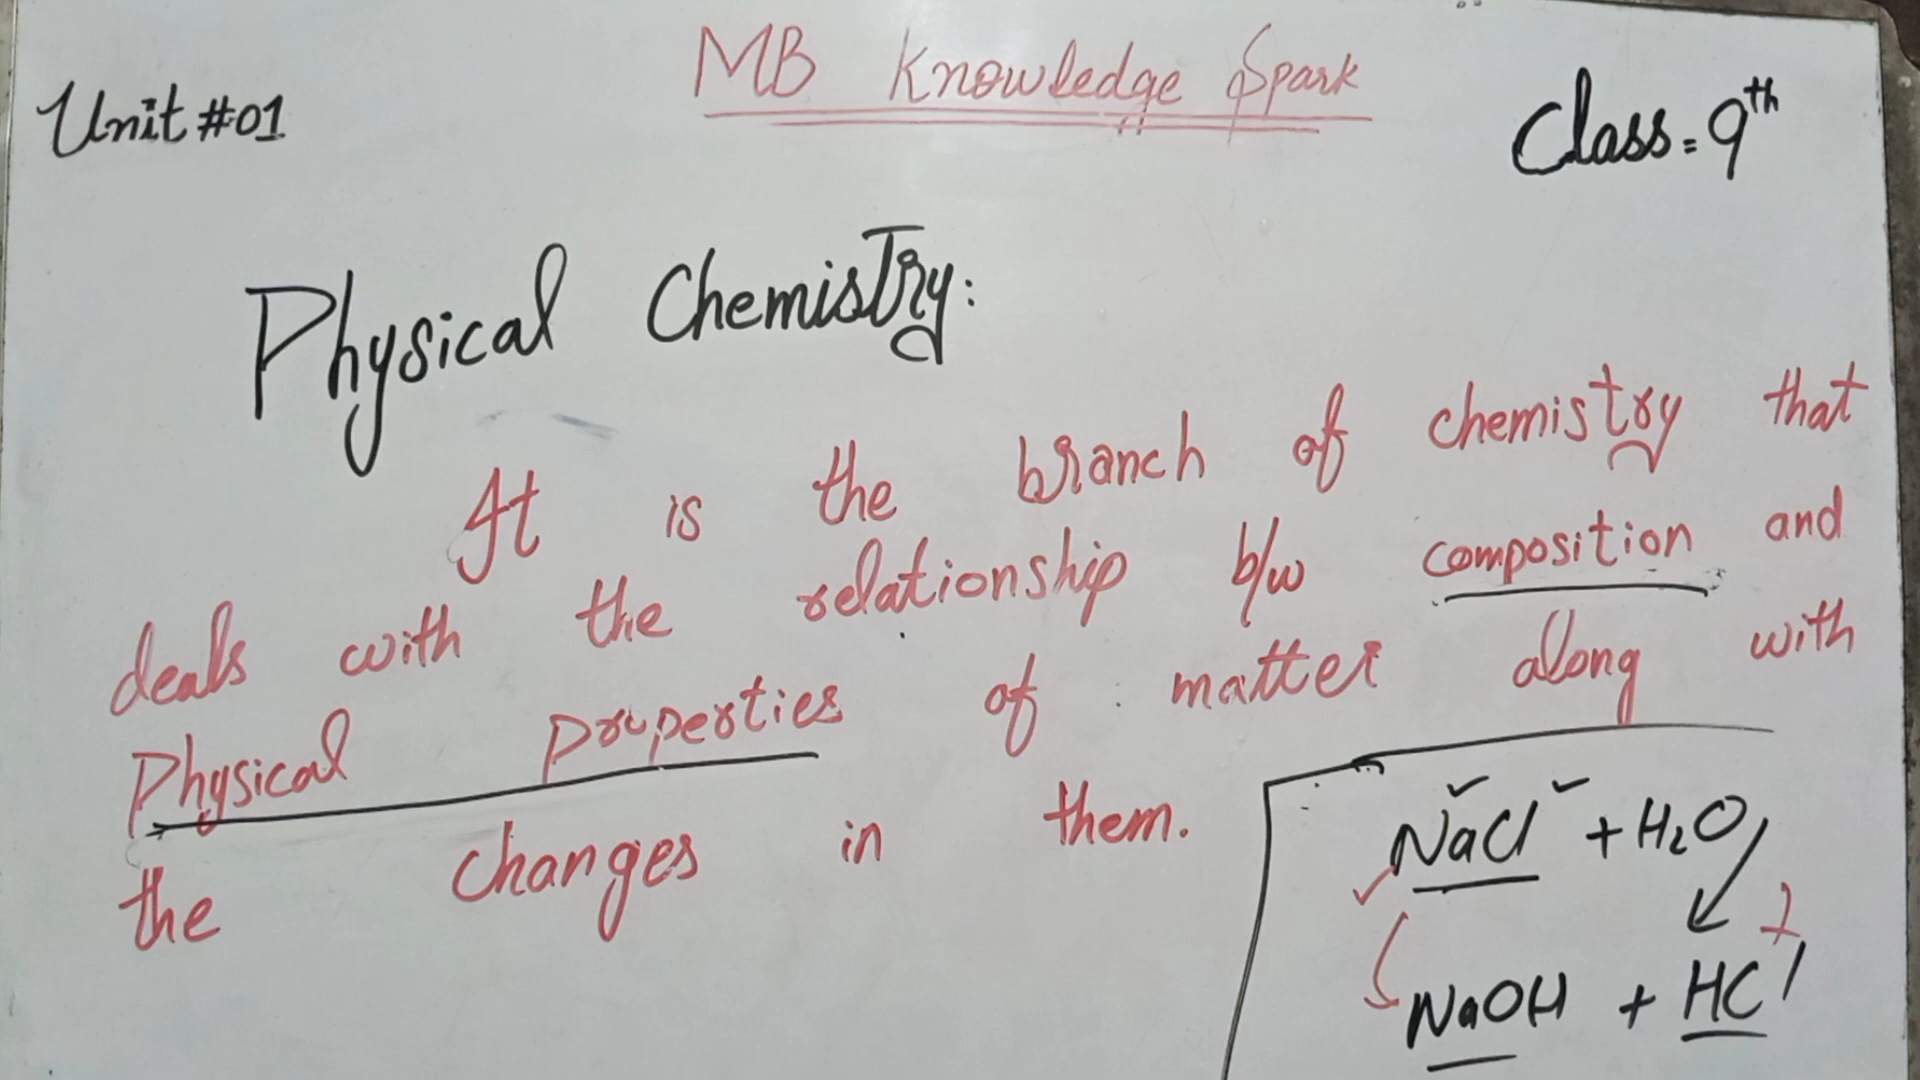 MB Knowledge Spark
Unit #01
Class = 9th
Physical Chemistry:
It is the branch of chemistry that
deals with the relationship b/w composition and
Physical properties of matter along with
the changes in them.
NaCl + H₂O
NaOH + HCl